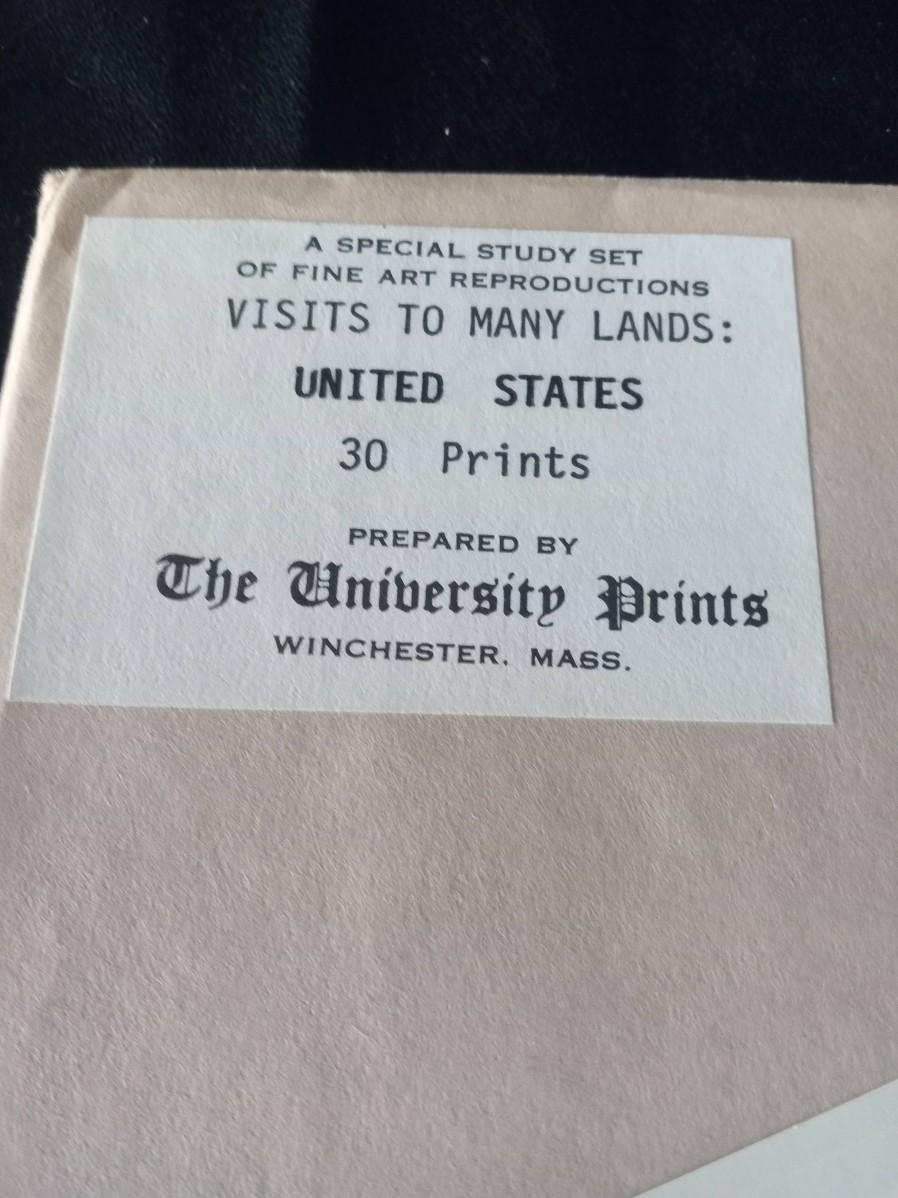 A SPECIAL STUDY SET
OF FINE ART REPRODUCTIONS
VISITS TO MANY LANDS:
UNITED STATES
30 Prints
PREPARED BY
The University Prints
WINCHESTER, MASS.